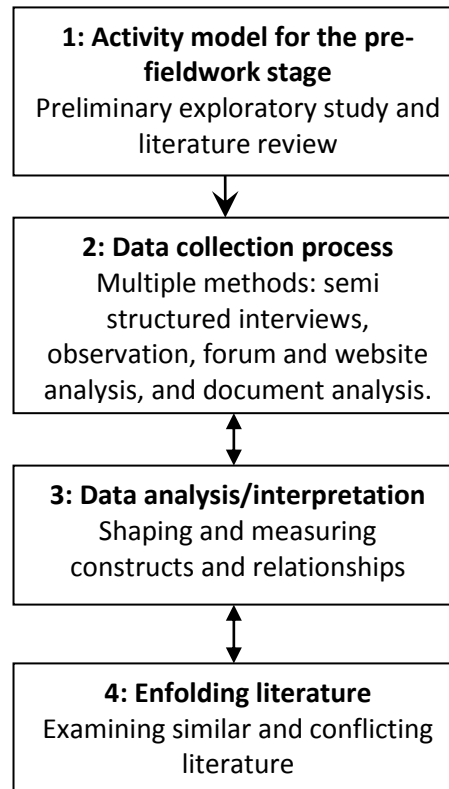 1: Activity model for the pre-
fieldwork stage
Preliminary exploratory study and
literature review
2: Data collection process
Multiple methods: semi
structured interviews,
observation, forum and website
analysis, and document analysis.
3: Data analysis/interpretation
Shaping and measuring
constructs and relationships
4: Enfolding literature
Examining similar and conflicting
literature